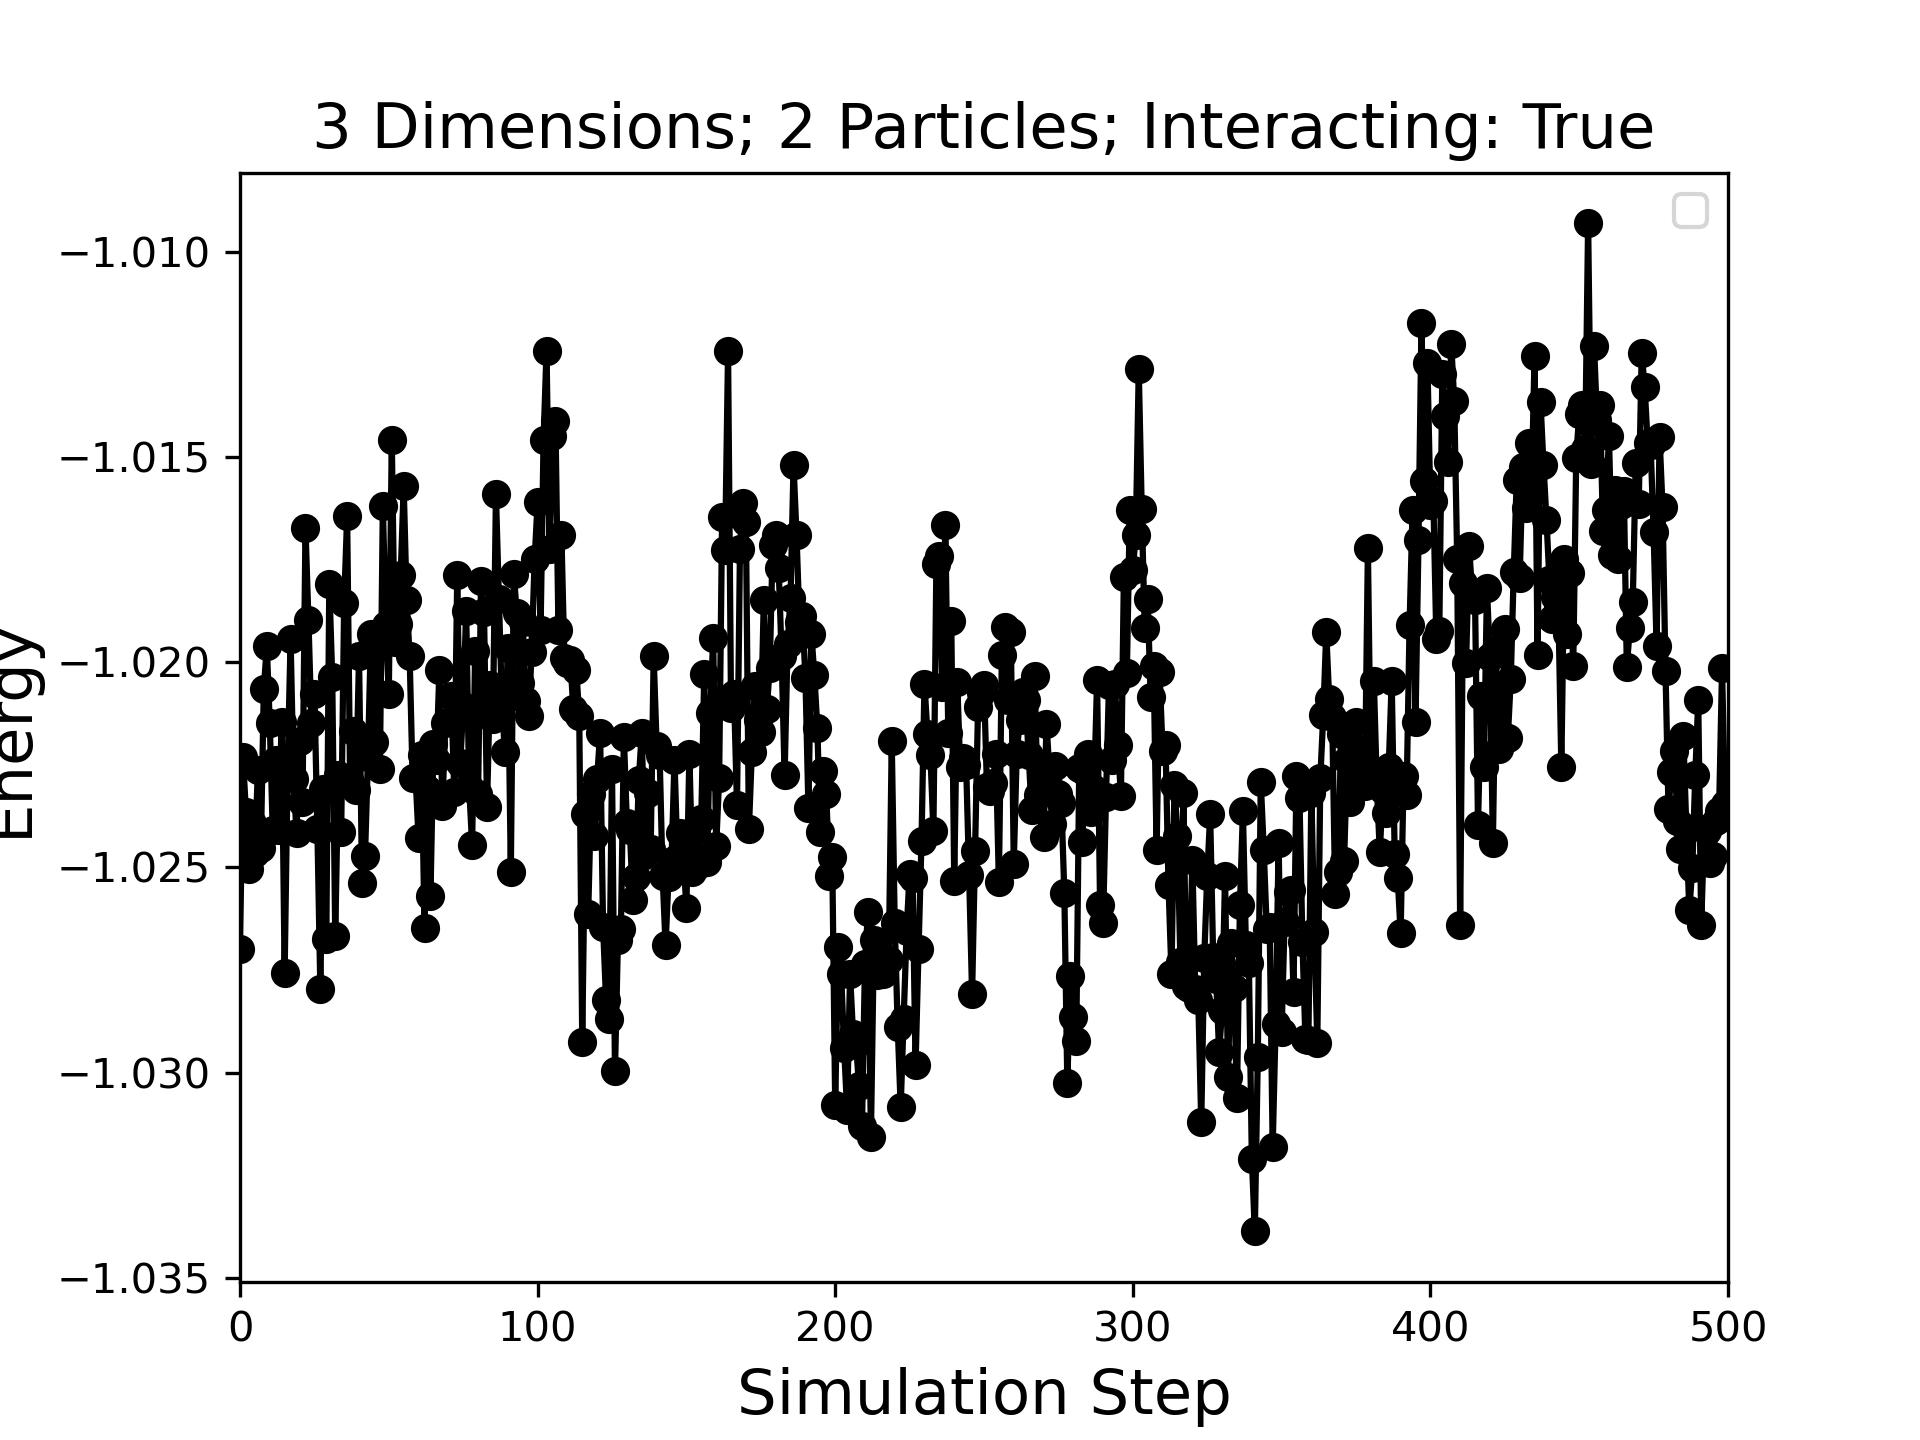 3 Dimensions; 2 Particles; Interacting: True
Energy
−1.010
−1.015
−1.020
−1.025
−1.030
−1.035
0 100 200 300 400 500
Simulation Step